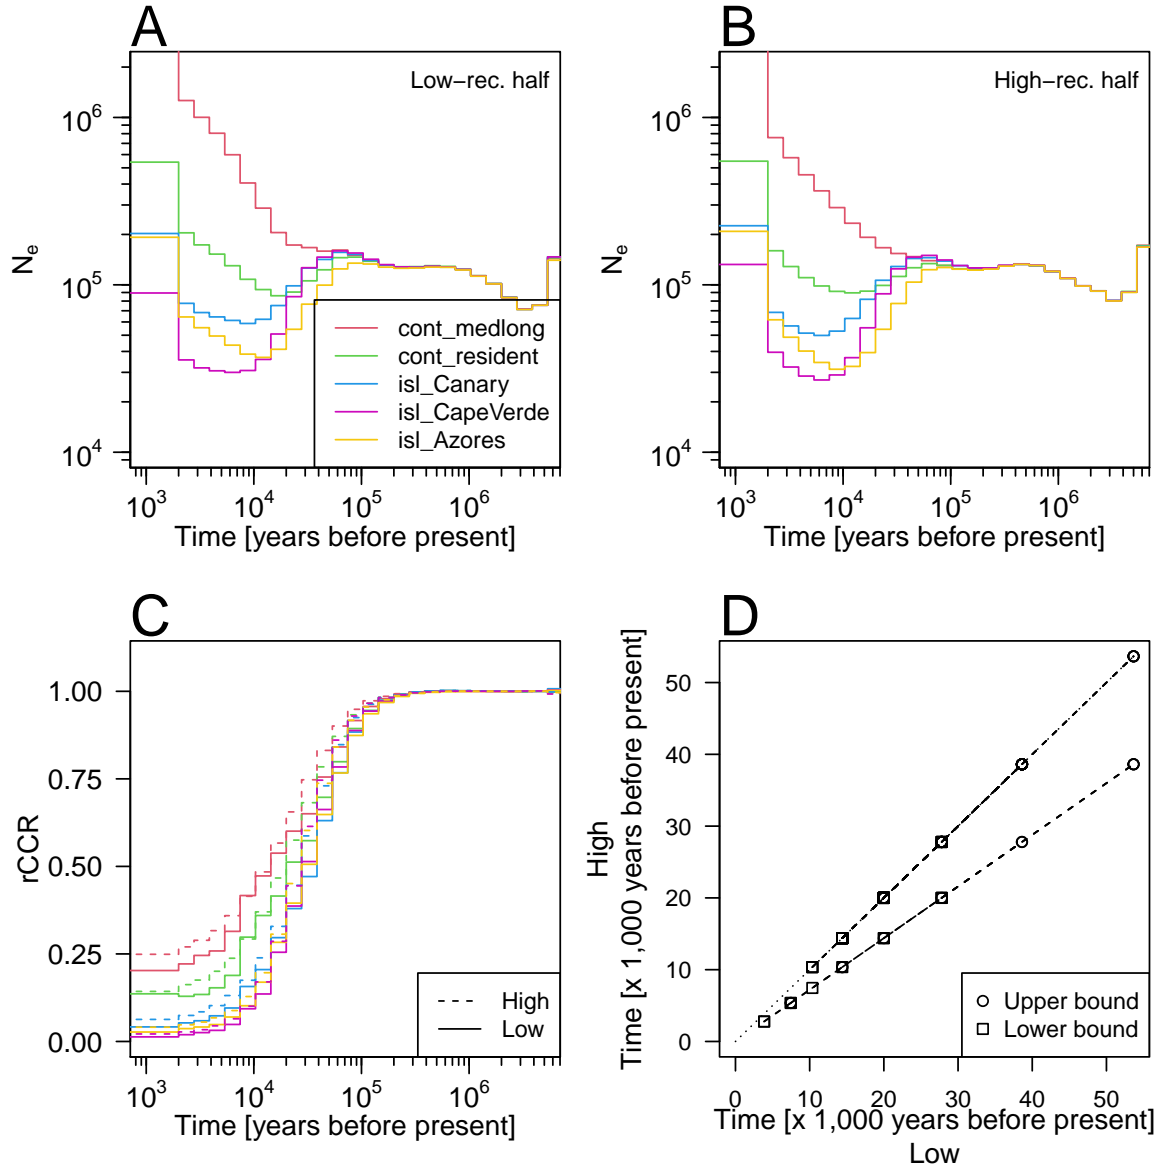 A
Low−rec. half
Ne
10^6
10^5
10^4
cont_medlong
cont_resident
isl_Canary
isl_CapeVerde
isl_Azores
10^3 10^4 10^5 10^6
Time [years before present]
B
High−rec. half
Ne
10^6
10^5
10^4
10^3 10^4 10^5 10^6
Time [years before present]
C
rCCR
1.00
0.75
0.50
0.25
0.00
High
Low
10^3 10^4 10^5 10^6
Time [years before present]
D
High
Time [x 1,000 years before present]
50
40
30
20
10
0
Upper bound
Lower bound
0 10 20 30 40 50
Time [x 1,000 years before present]
Low